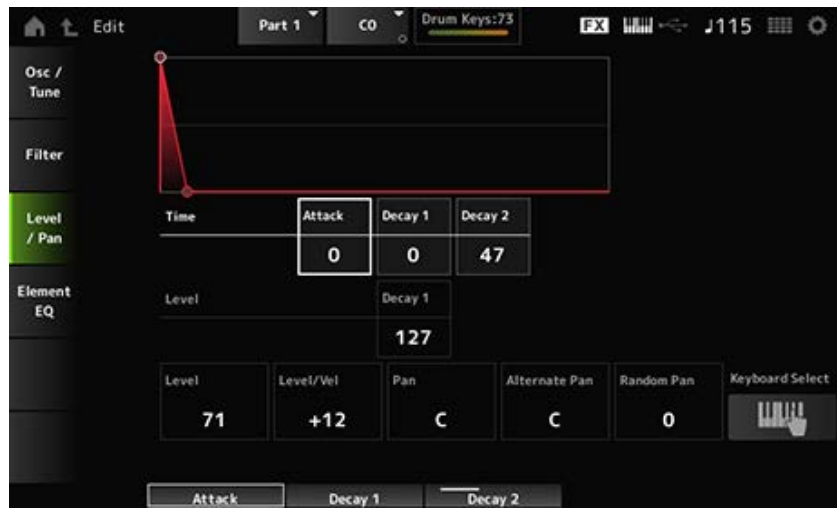 Edit
Part 1
C0
Drum Keys:73
FX
♩115
Osc /
Tune
Filter
Level
/ Pan
Element
EQ
Time
Attack
Decay 1
Decay 2
0
0
47
Level
Decay 1
127
Level
Level/Vel
Pan
Alternate Pan
Random Pan
Keyboard Select
71
+12
C
C
0
Attack
Decay 1
Decay 2